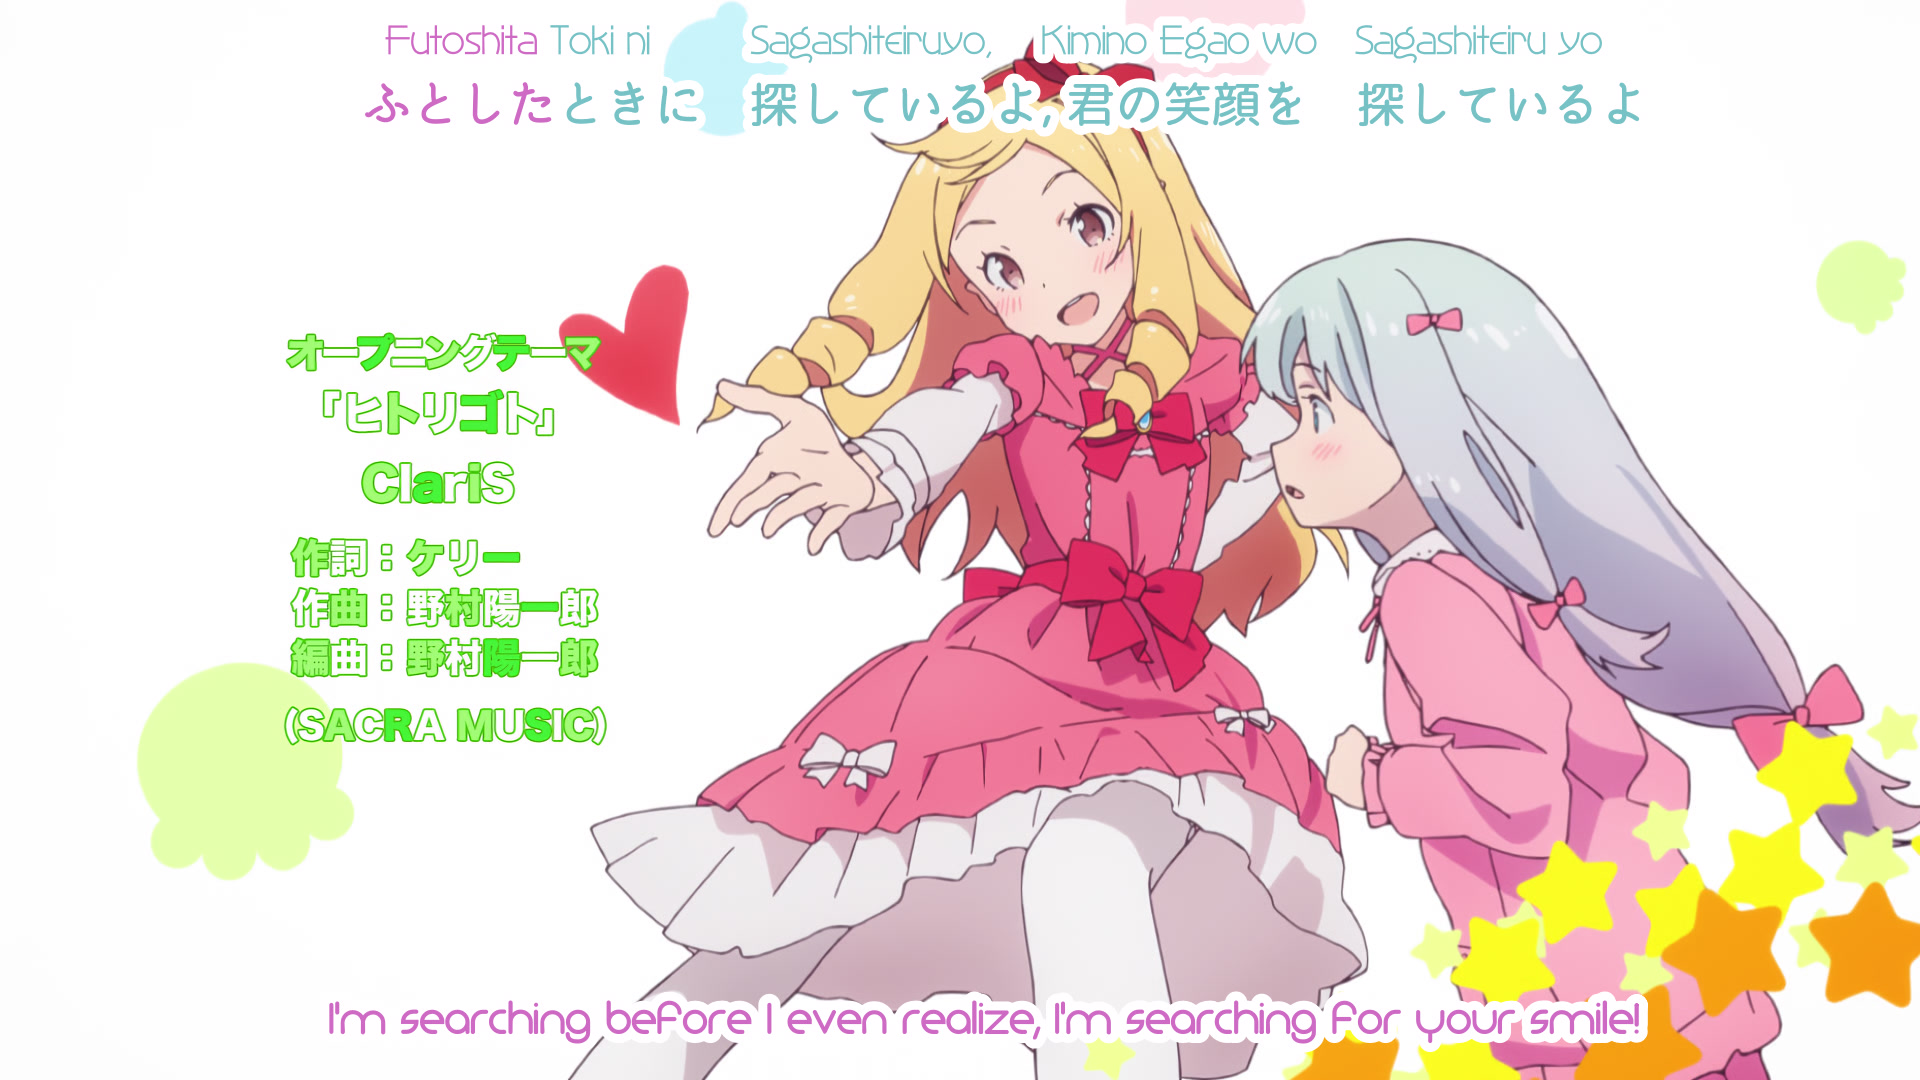 Futoshita Toki ni Sagashiteiruyo, Kimino Egao wo Sagashiteiru yo
ふとしたときに 探しているよ, 君の笑顔を 探しているよ
オープニングテーマ
「ヒトリゴト」
ClariS
作詞：ケリー
作曲：野村陽一郎
編曲：野村陽一郎
(SACRA MUSIC)
I'm searching before I even realize, I'm searching for your smile!